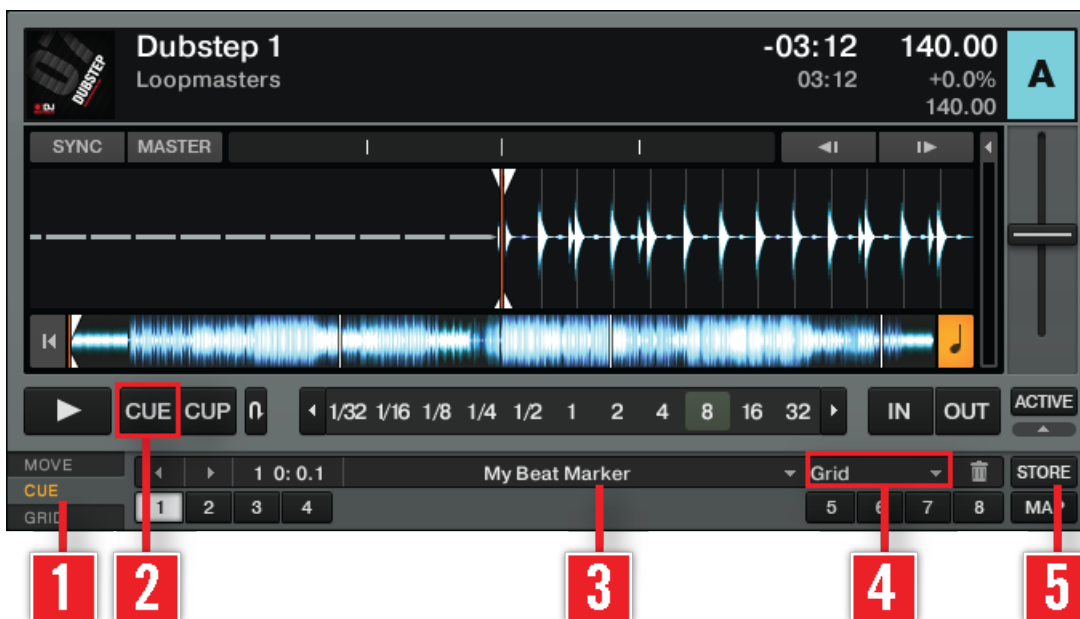 Dubstep 1
Loopmasters
-03:12
03:12
140.00
+0.0%
140.00
A
DUBSTEP
DJ
SYNC MASTER
CUE CUP
1/32 1/16 1/8 1/4 1/2 1 2 4 8 16 32
IN OUT
ACTIVE
MOVE
CUE
GRID
1 0: 0.1
My Beat Marker
Grid
STORE
1 2 3 4
5 6 7 8
MAP
1 2 3 4 5